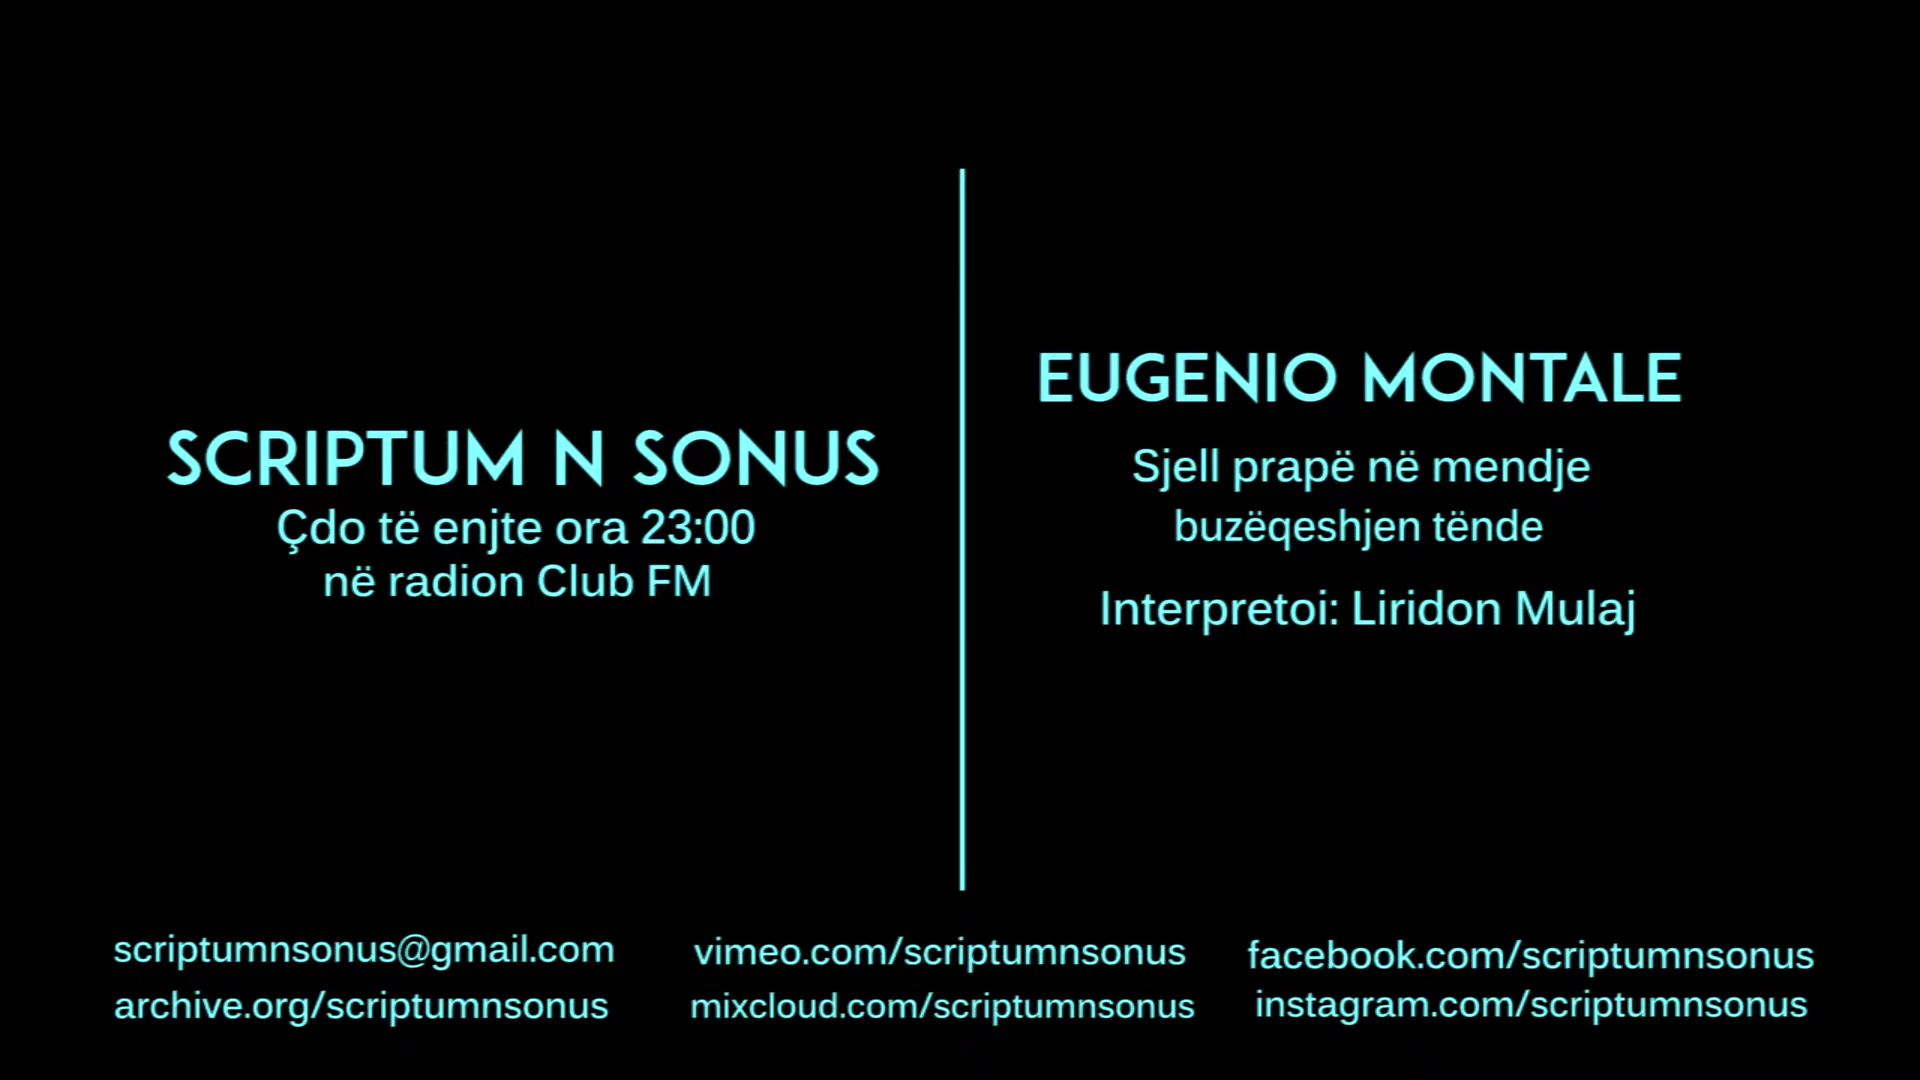 SCRIPTUM N SONUS
Çdo të enjte ora 23:00
në radion Club FM
EUGENIO MONTALE
Sjell prapë në mendje
buzëqeshjen tënde
Interpretoi: Liridon Mulaj
scriptumnsonus@gmail.com
archive.org/scriptumnsonus
vimeo.com/scriptumnsonus
mixcloud.com/scriptumnsonus
facebook.com/scriptumnsonus
instagram.com/scriptumnsonus